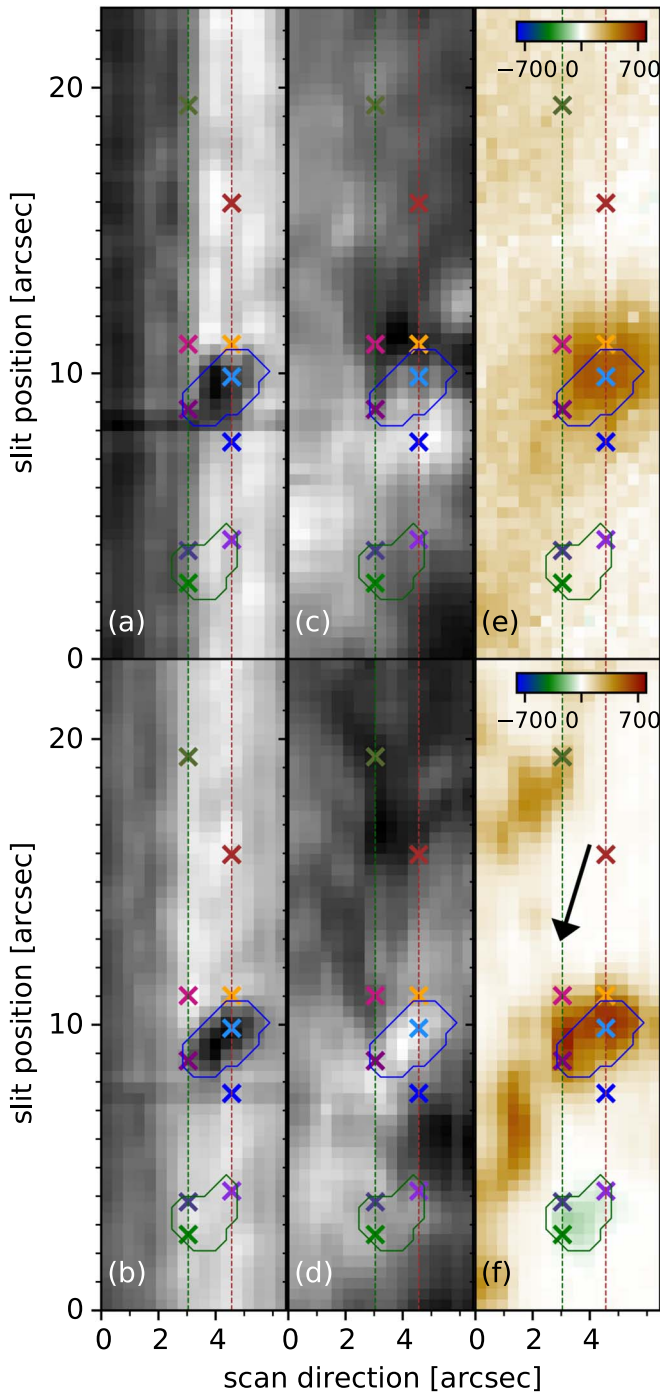 −700 0 700
20
10
0
slit position [arcsec]
(a) (c) (e)
−700 0 700
20
10
0
slit position [arcsec]
(b) (d) (f)
0 2 4 0 2 4 0 2 4
scan direction [arcsec]